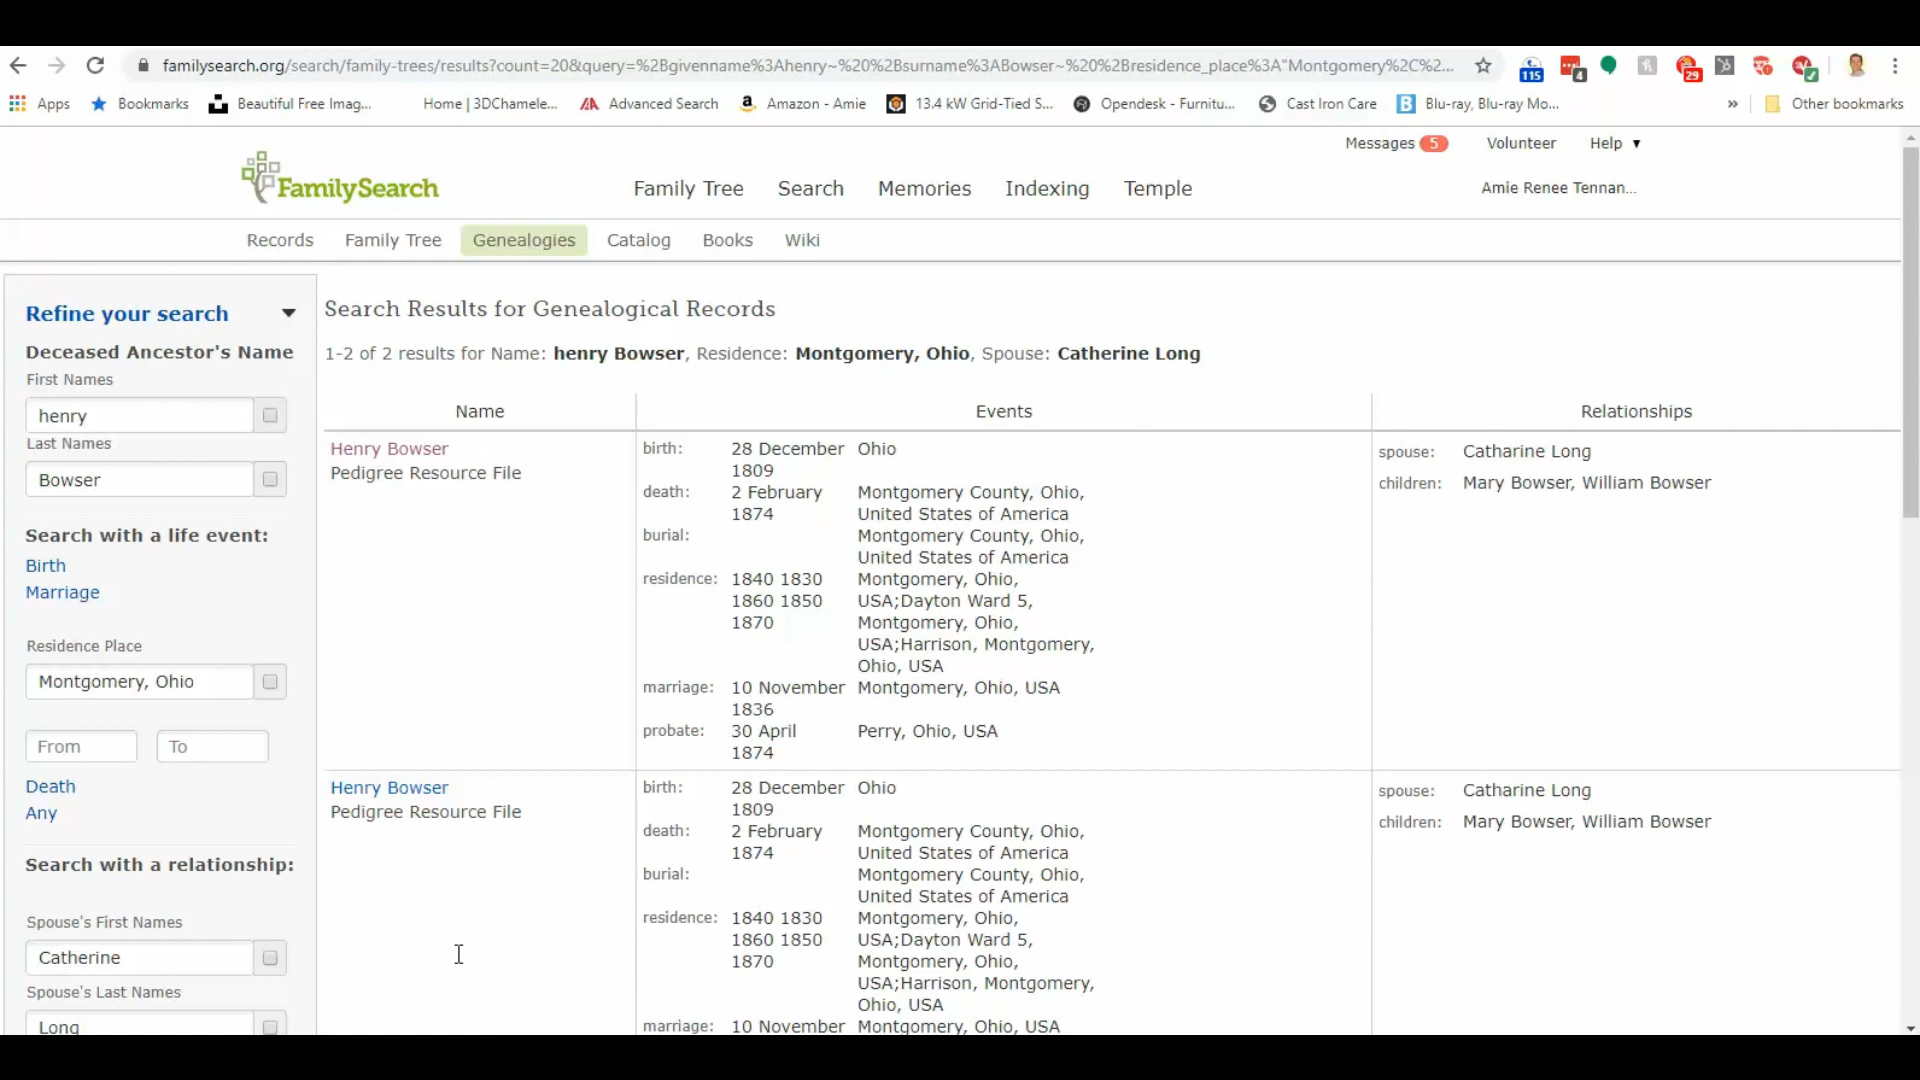 familysearch.org/search/family-trees/results?count=20&query=%2Bgivenname%3Ahenry~%20%2Bsurname%3ABowser~%20%2Bresidence_place%3A"Montgomery%2C%2...
115 4 29
Apps Bookmarks Beautiful Free Imag... Home | 3DChamele... Advanced Search Amazon - Amie 13.4 kW Grid-Tied S... Opendesk - Furnitu... Cast Iron Care Blu-ray, Blu-ray Mo... » Other bookmarks
Messages 5 Volunteer Help ▼
FamilySearch Family Tree Search Memories Indexing Temple Amie Renee Tennan...
Records Family Tree Genealogies Catalog Books Wiki
Refine your search
Deceased Ancestor's Name
First Names
henry
Last Names
Bowser
Search with a life event:
Birth
Marriage
Residence Place
Montgomery, Ohio
From To
Death
Any
Search with a relationship:
Spouse's First Names
Catherine
Spouse's Last Names
Long
Search Results for Genealogical Records
1-2 of 2 results for Name: henry Bowser, Residence: Montgomery, Ohio, Spouse: Catherine Long
Name Events Relationships
Henry Bowser
Pedigree Resource File
birth: 28 December Ohio
1809
death: 2 February Montgomery County, Ohio,
1874 United States of America
burial: Montgomery County, Ohio,
United States of America
residence: 1840 1830 Montgomery, Ohio,
1860 1850 USA;Dayton Ward 5,
1870 Montgomery, Ohio,
USA;Harrison, Montgomery,
Ohio, USA
marriage: 10 November Montgomery, Ohio, USA
1836
probate: 30 April Perry, Ohio, USA
1874
spouse: Catharine Long
children: Mary Bowser, William Bowser
Henry Bowser
Pedigree Resource File
birth: 28 December Ohio
1809
death: 2 February Montgomery County, Ohio,
1874 United States of America
burial: Montgomery County, Ohio,
United States of America
residence: 1840 1830 Montgomery, Ohio,
1860 1850 USA;Dayton Ward 5,
1870 Montgomery, Ohio,
USA;Harrison, Montgomery,
Ohio, USA
marriage: 10 November Montgomery, Ohio, USA
spouse: Catharine Long
children: Mary Bowser, William Bowser